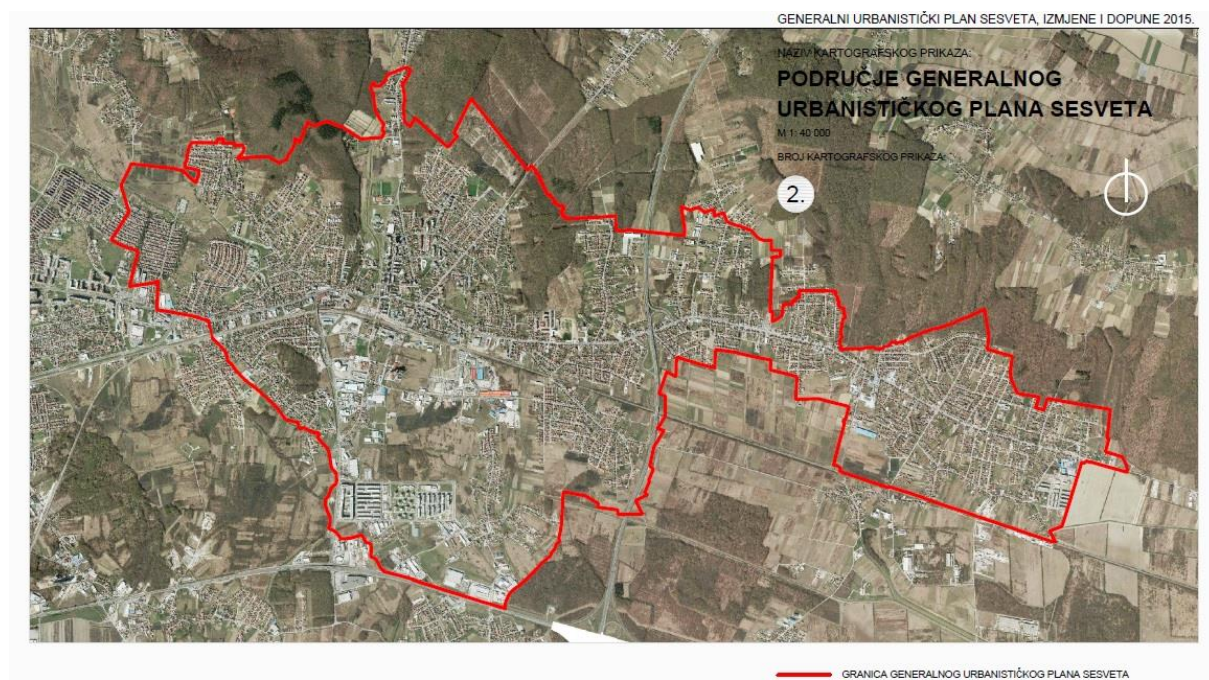 GENERALNI URBANISTIČKI PLAN SESVETA, IZMJENE I DOPUNE 2015.
NAZIV KARTOGRAFSKOG PRIKAZA:
PODRUČJE GENERALNOG
URBANISTIČKOG PLANA SESVETA
M 1: 40 000
BROJ KARTOGRAFSKOG PRIKAZA:
2.
GRANICA GENERALNOG URBANISTIČKOG PLANA SESVETA